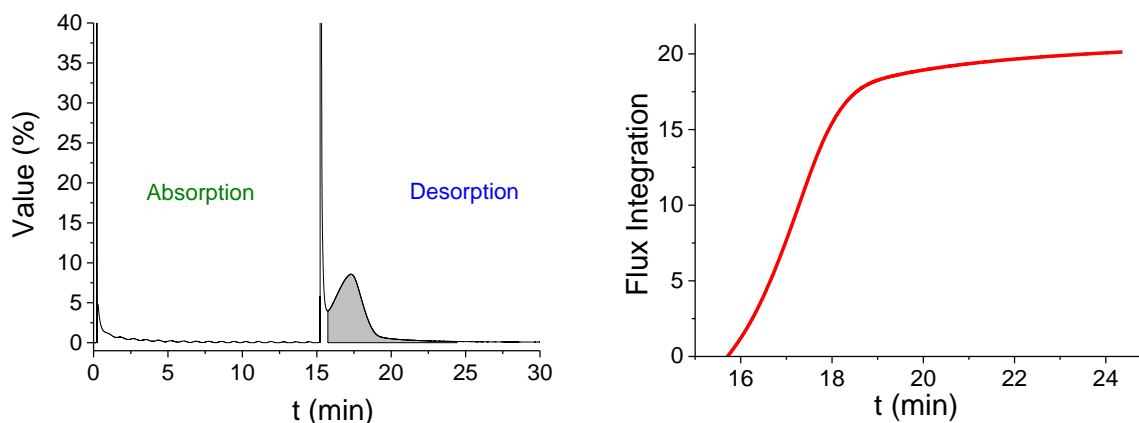 40
35
30
25
20
15
10
5
0
Value (%)
Absorption
Desorption
0 5 10 15 20 25 30
t (min)
20
15
10
5
0
Flux Integration
16 18 20 22 24
t (min)